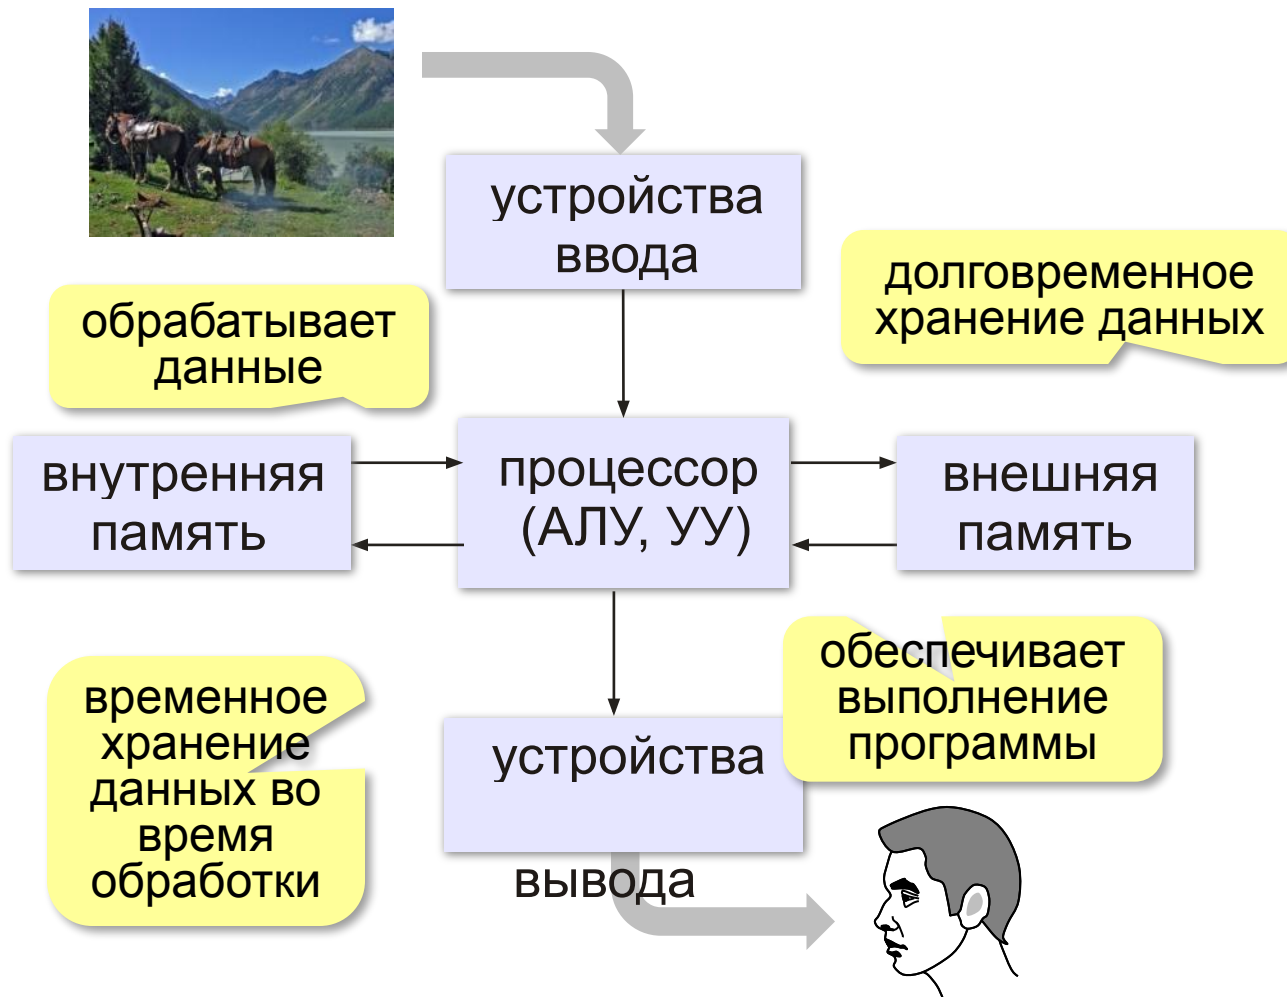 устройства
ввода
долговременное
хранение данных
обрабатывает
данные
внутренняя
память
процессор
(АЛУ, УУ)
внешняя
память
временное
хранение
данных во
время
обработки
обеспечивает
выполнение
программы
устройства
вывода